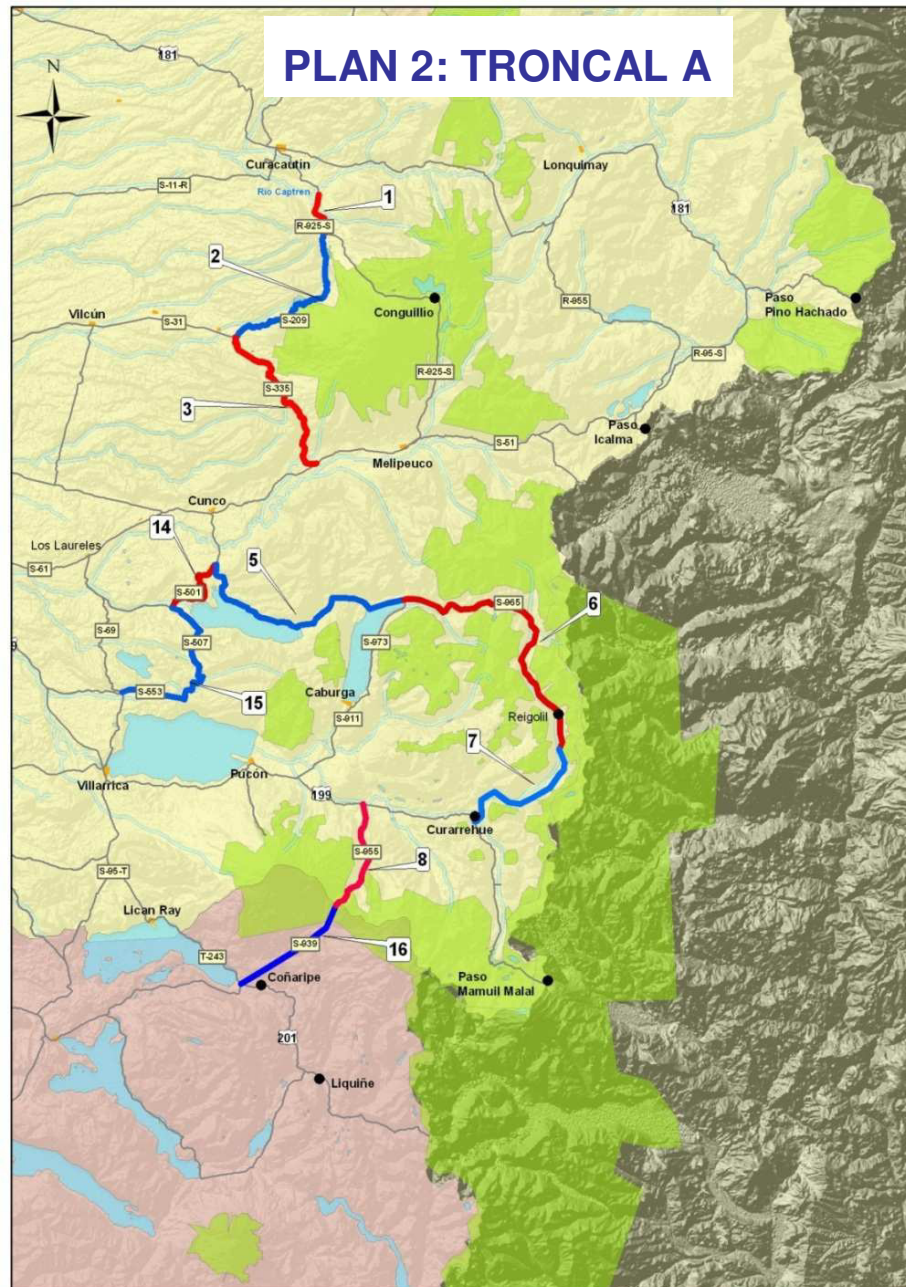 PLAN 2: TRONCAL A
181
N
Curacautín
Lonquimay
S-11-R
Río Captren
1
181
R-925-S
2
Paso
Pino Hachado
Conguillio
R-955
S-209
Vilcún
S-31
R-95-S
R-925-S
S-335
3
Paso
Icalma
S-51
Melipeuco
Cunco
14
Los Laureles
5
S-61
S-501
S-965
6
S-69
S-507
S-973
S-553
15
Caburga
S-911
Reigolil
7
Pucón
Villarrica
199
Curarrehue
S-955
8
S-95-T
Lican Ray
S-939
16
T-243
Coñaripe
Paso
Mamuil Malal
201
Liquiñe